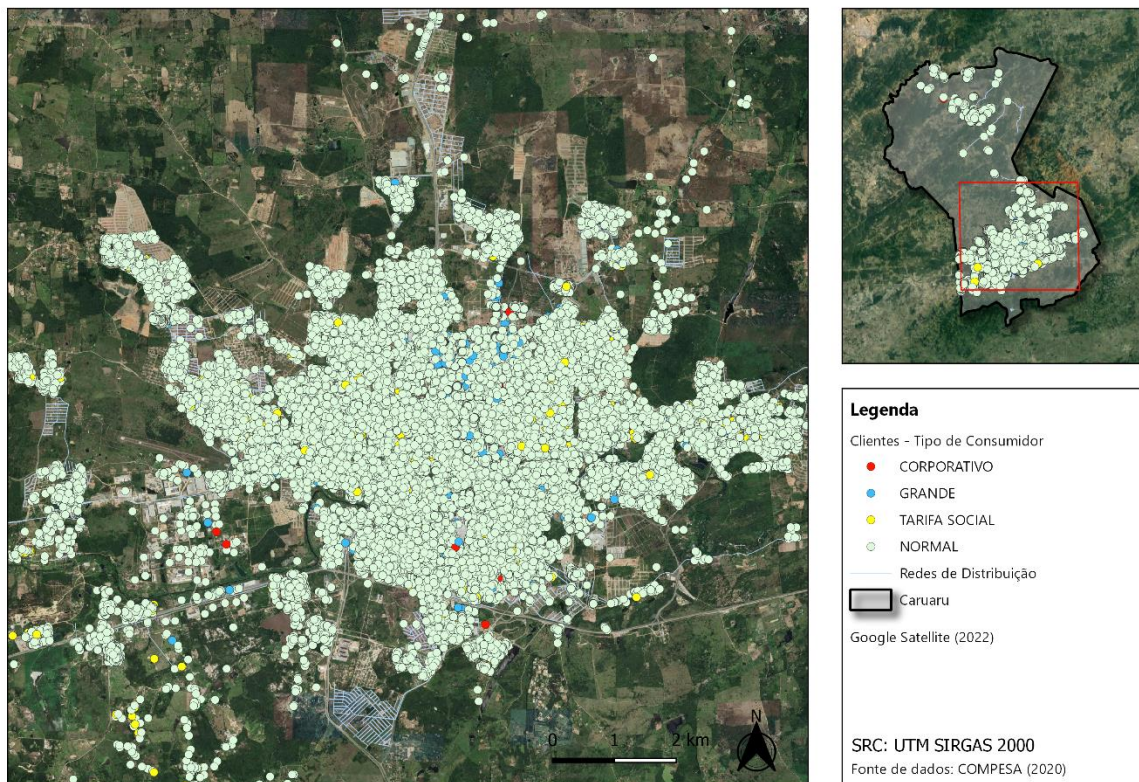 N
0 1 2 km
Legenda
Clientes - Tipo de Consumidor
CORPORATIVO
GRANDE
TARIFA SOCIAL
NORMAL
Redes de Distribuição
Caruaru
Google Satellite (2022)
SRC: UTM SIRGAS 2000
Fonte de dados: COMPESA (2020)